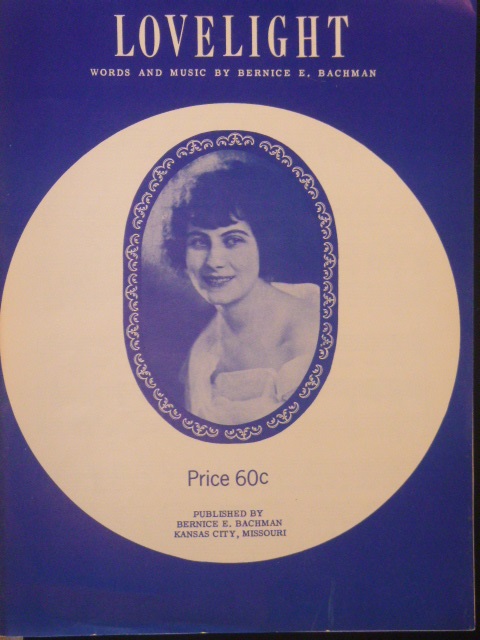 LOVELIGHT
WORDS AND MUSIC BY BERNICE E. BACHMAN
Price 60c
PUBLISHED BY
BERNICE E. BACHMAN
KANSAS CITY, MISSOURI